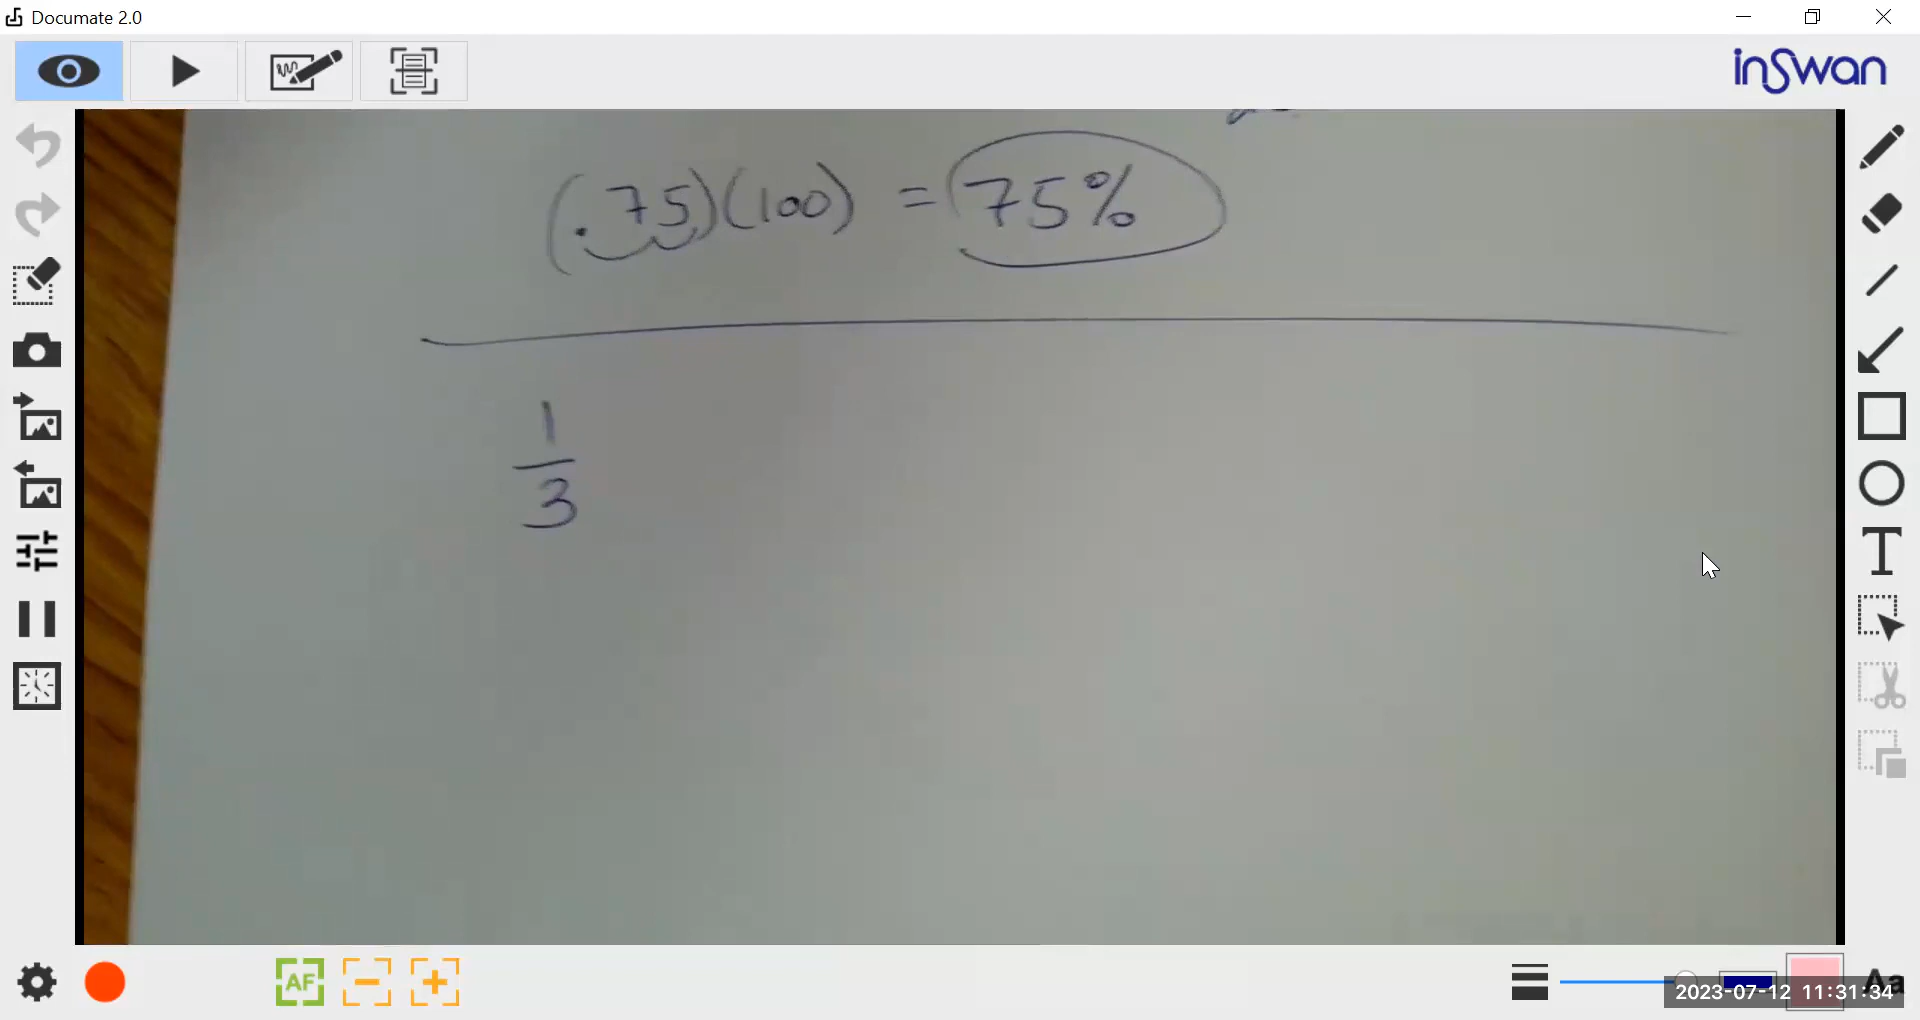 Documate 2.0
inSwan
(.75)(100) = 75%
1
3
AF
T
Aa
2023-07-12 11:31:34